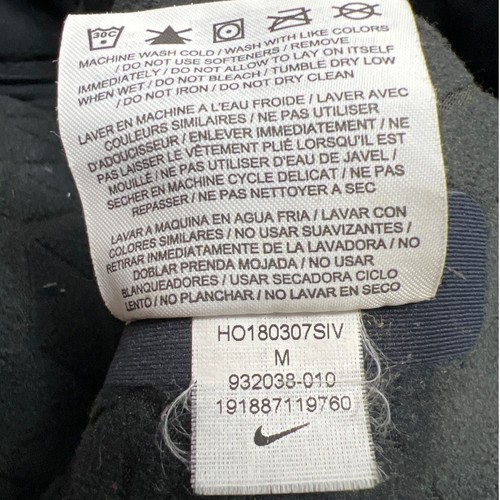 30C
MACHINE WASH COLD / WASH WITH LIKE COLORS
/ DO NOT USE SOFTENERS / REMOVE
IMMEDIATELY / DO NOT ALLOW TO LAY ON ITSELF
WHEN WET / DO NOT BLEACH / TUMBLE DRY LOW
/ DO NOT IRON / DO NOT DRY CLEAN
LAVER EN MACHINE A L'EAU FROIDE / LAVER AVEC
COULEURS SIMILAIRES / NE PAS UTILISER
D'ADOUCISSEUR / ENLEVER IMMEDIATEMENT / NE
PAS LAISSER LE VÊTEMENT PLIÉ LORSQU'IL EST
MOUILLÉ / NE PAS UTILISER D'EAU DE JAVEL /
SECHER EN MACHINE CYCLE DELICAT / NE PAS
REPASSER / NE PAS NETTOYER A SEC
LAVAR A MAQUINA EN AGUA FRIA / LAVAR CON
COLORES SIMILARES / NO USAR SUAVIZANTES /
RETIRAR INMEDIATAMENTE DE LA LAVADORA / NO
DOBLAR PRENDA MOJADA / NO USAR
BLANQUEADORES / USAR SECADORA CICLO
LENTO / NO PLANCHAR / NO LAVAR EN SECO
HO180307SIV
M
932038-010
191887119760